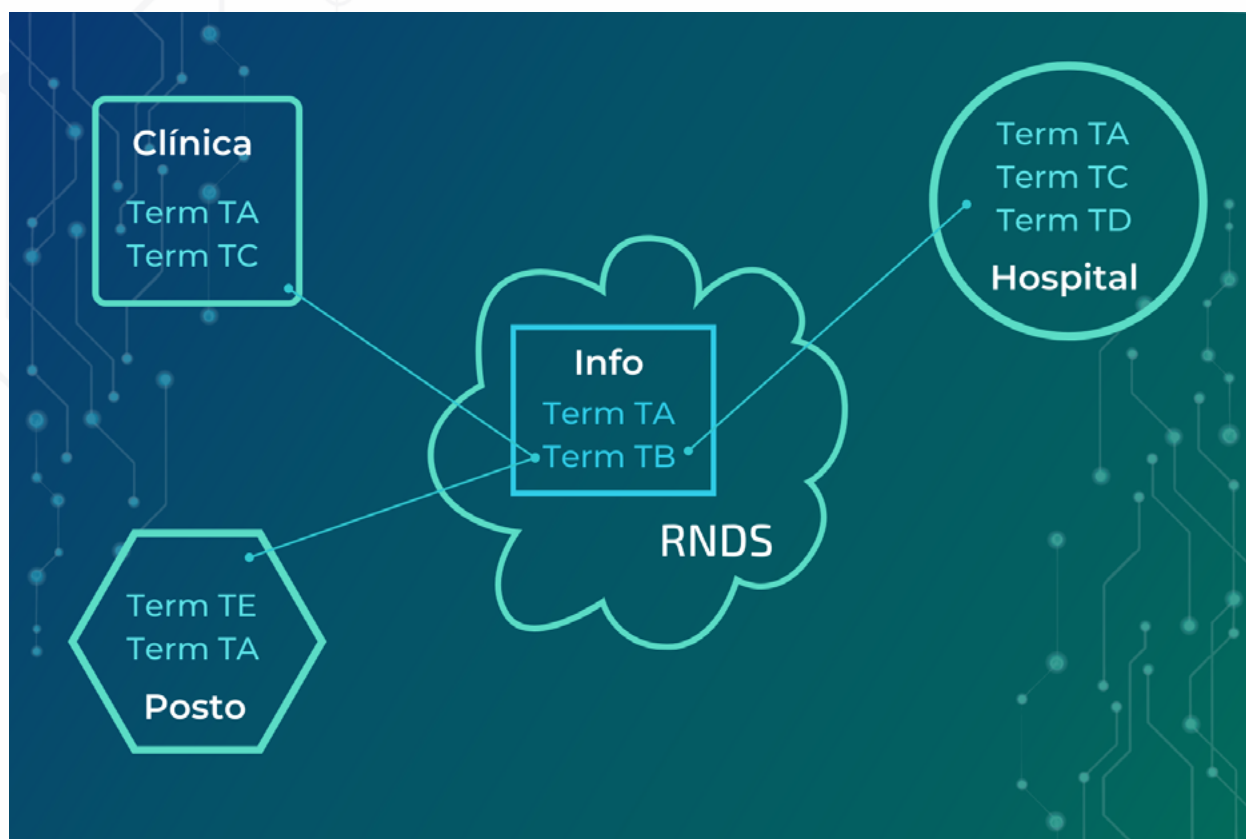 Clínica
Term TA
Term TC
Term TA
Term TC
Term TD
Hospital
Info
Term TA
Term TB
RNDS
Term TE
Term TA
Posto